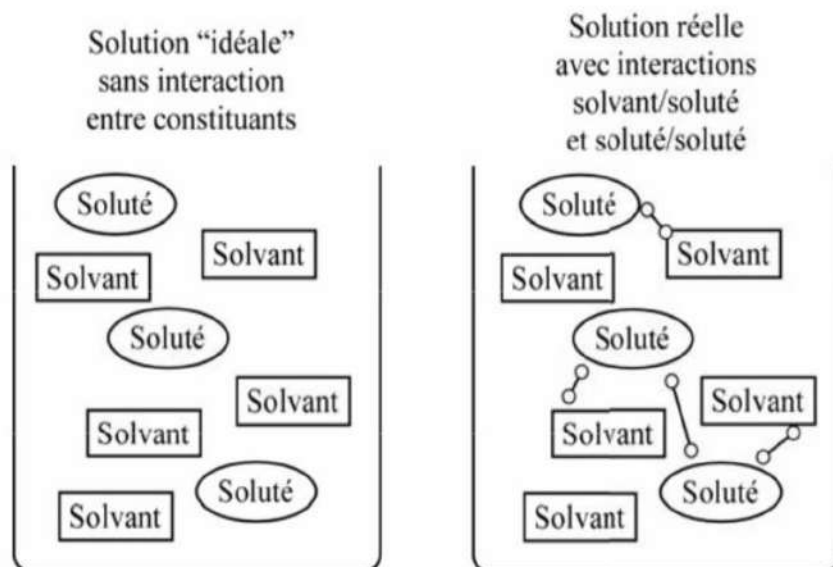 Solution “idéale”
sans interaction
entre constituants
Soluté
Solvant
Solvant
Soluté
Solvant
Solvant
Soluté
Solvant
Solution réelle
avec interactions
solvant/soluté
et soluté/soluté
Soluté
Solvant
Solvant
Soluté
Solvant
Solvant
Soluté
Solvant